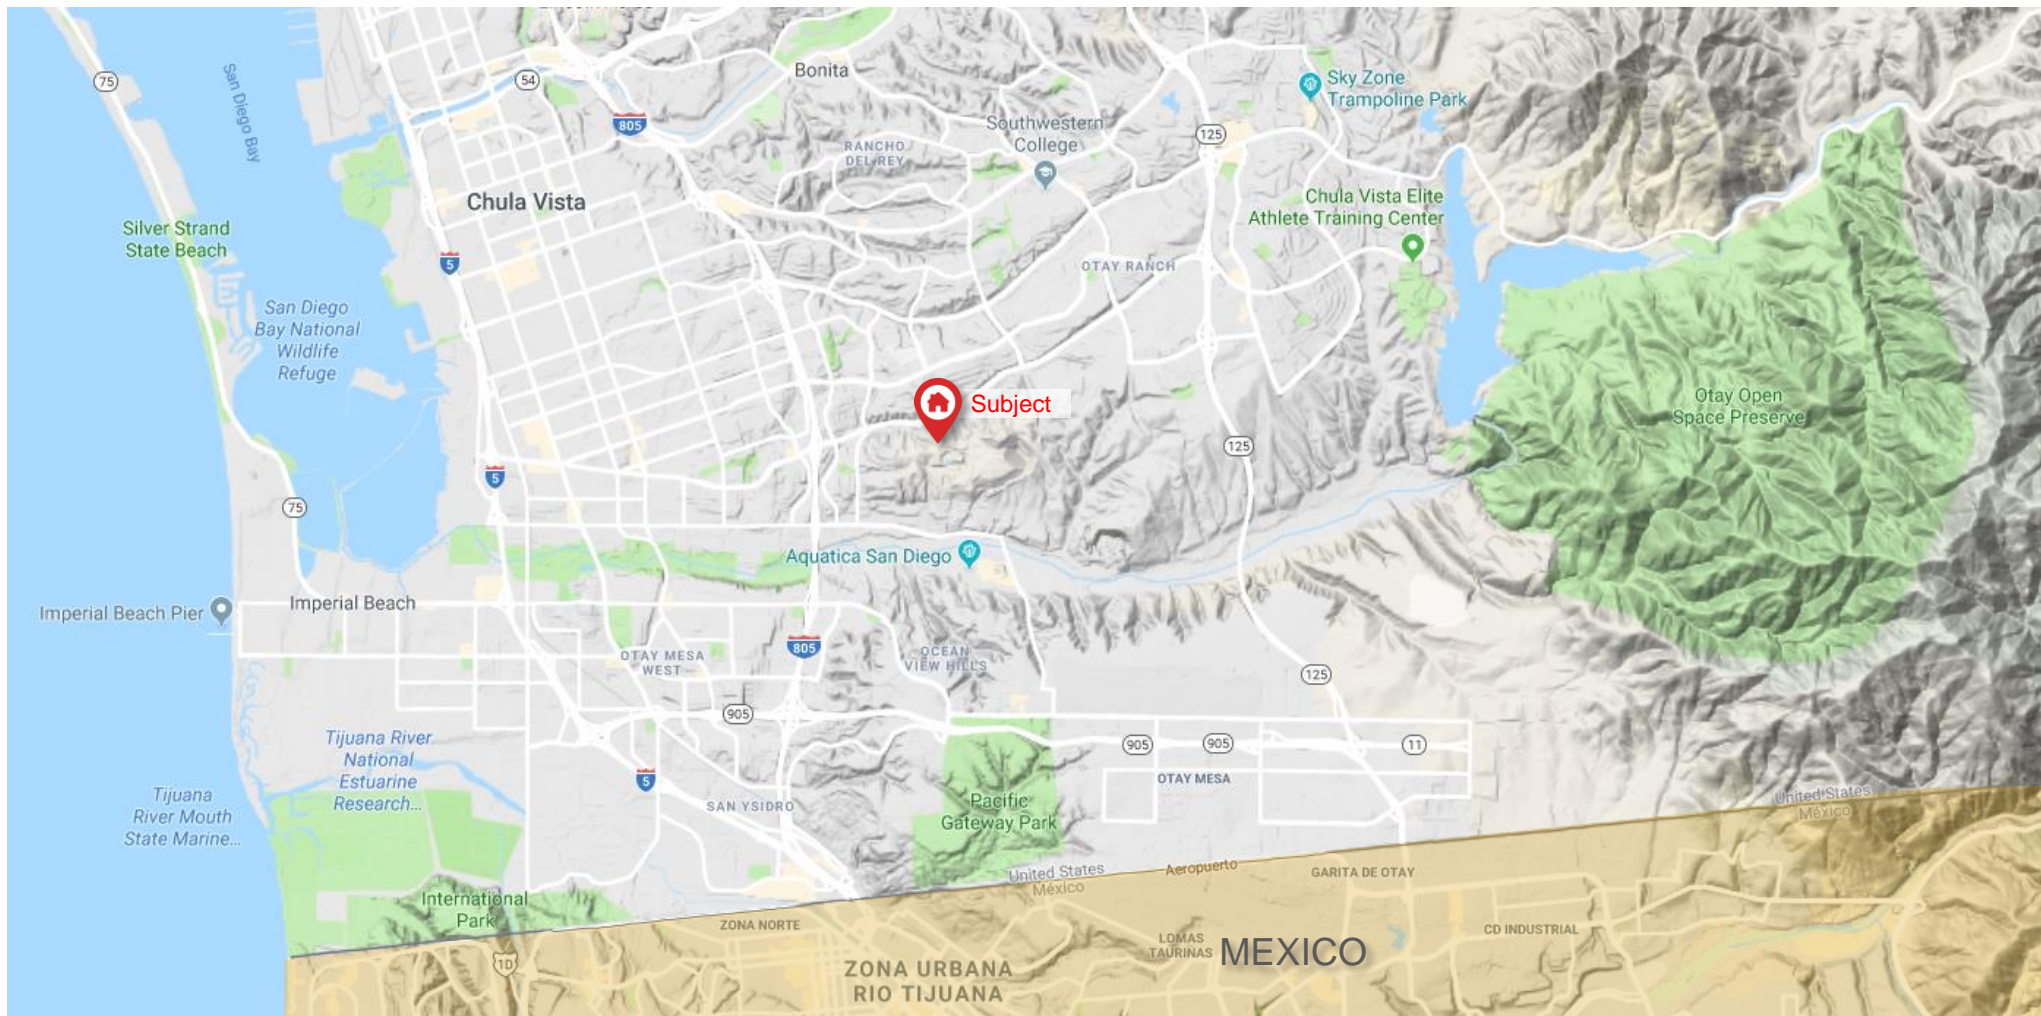 75
San Diego Bay
54
805
Bonita
Sky Zone
Trampoline Park
Southwestern
College
125
RANCHO
DEL REY
Chula Vista
Chula Vista Elite
Athlete Training Center
Silver Strand
State Beach
5
OTAY RANCH
San Diego
Bay National
Wildlife
Refuge
Subject
Otay Open
Space Preserve
125
5
75
Aquatica San Diego
Imperial Beach Pier
Imperial Beach
805
OTAY MESA
WEST
OCEAN
VIEW HILLS
125
905
905
905
11
Tijuana River
National
Estuarine
Research...
OTAY MESA
5
SAN YSIDRO
Pacific
Gateway Park
Tijuana
River Mouth
State Marine...
United States
México
United States
México
Aeropuerto
GARITA DE OTAY
International
Park
ZONA NORTE
CD INDUSTRIAL
LOMAS
TAURINAS
MEXICO
1D
ZONA URBANA
RIO TIJUANA